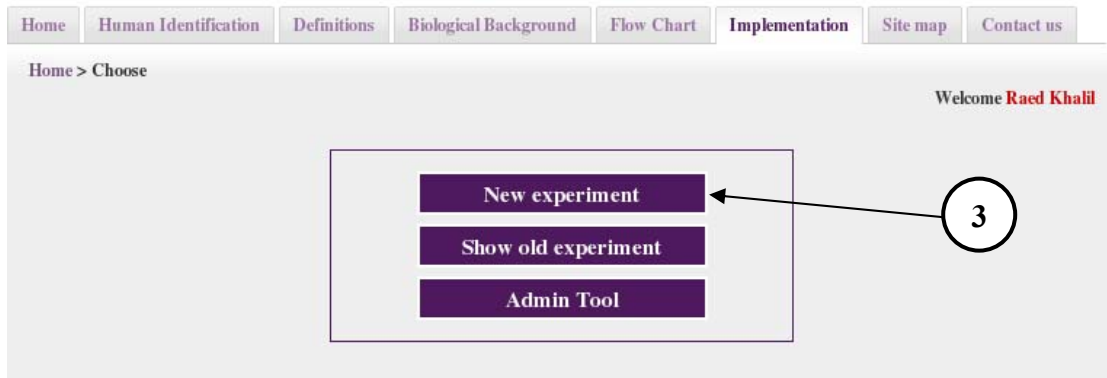 Home Human Identification Definitions Biological Background Flow Chart Implementation Site map Contact us
Home > Choose
Welcome Raed Khalil
New experiment
3
Show old experiment
Admin Tool